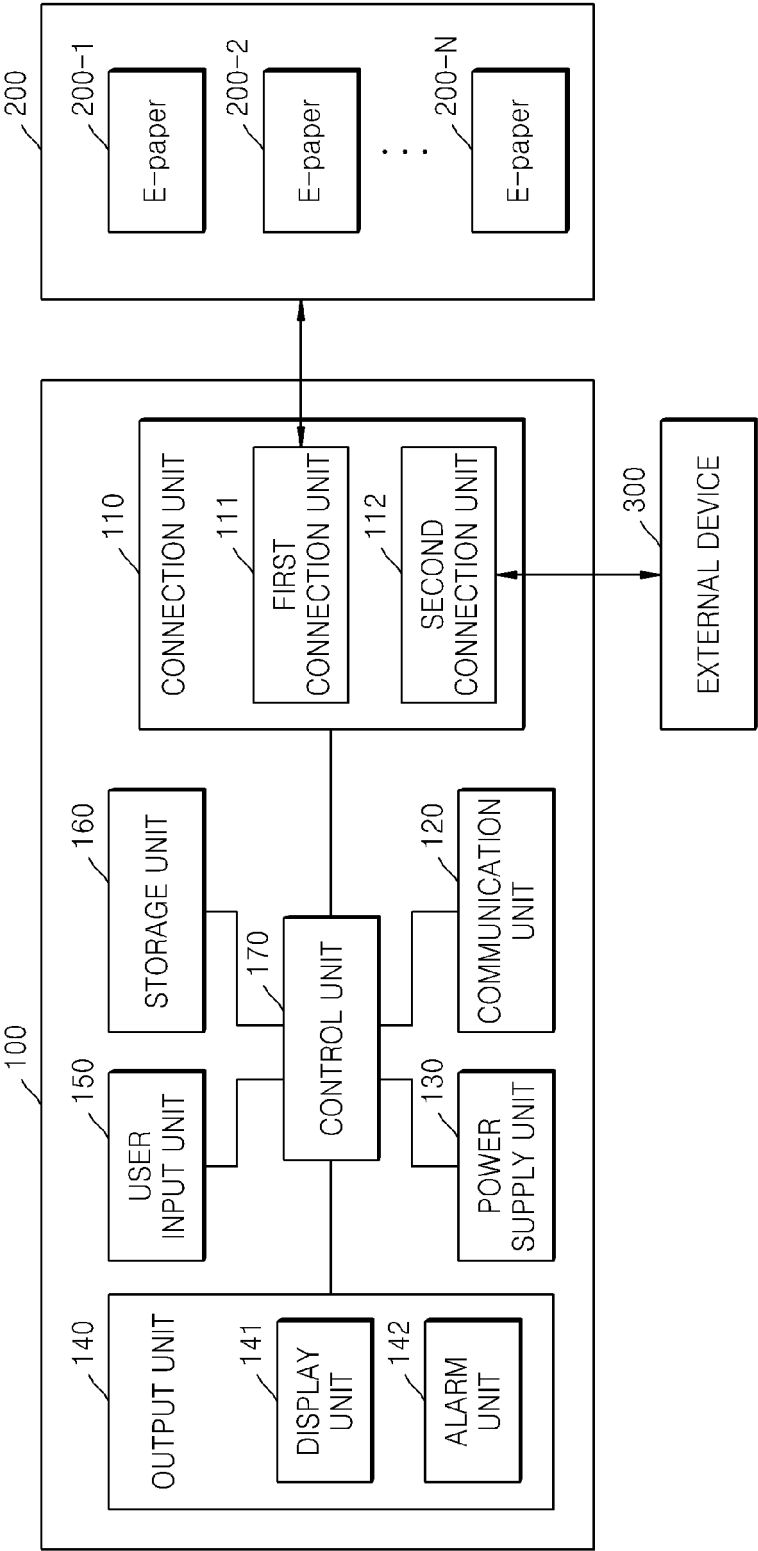 100
140
OUTPUT UNIT
141
DISPLAY
UNIT
142
ALARM
UNIT
150
USER
INPUT UNIT
160
STORAGE UNIT
170
CONTROL UNIT
130
POWER
SUPPLY UNIT
120
COMMUNICATION
UNIT
110
CONNECTION UNIT
111
FIRST
CONNECTION UNIT
112
SECOND
CONNECTION UNIT
200
200-1
E-paper
200-2
E-paper
...
200-N
E-paper
300
EXTERNAL DEVICE